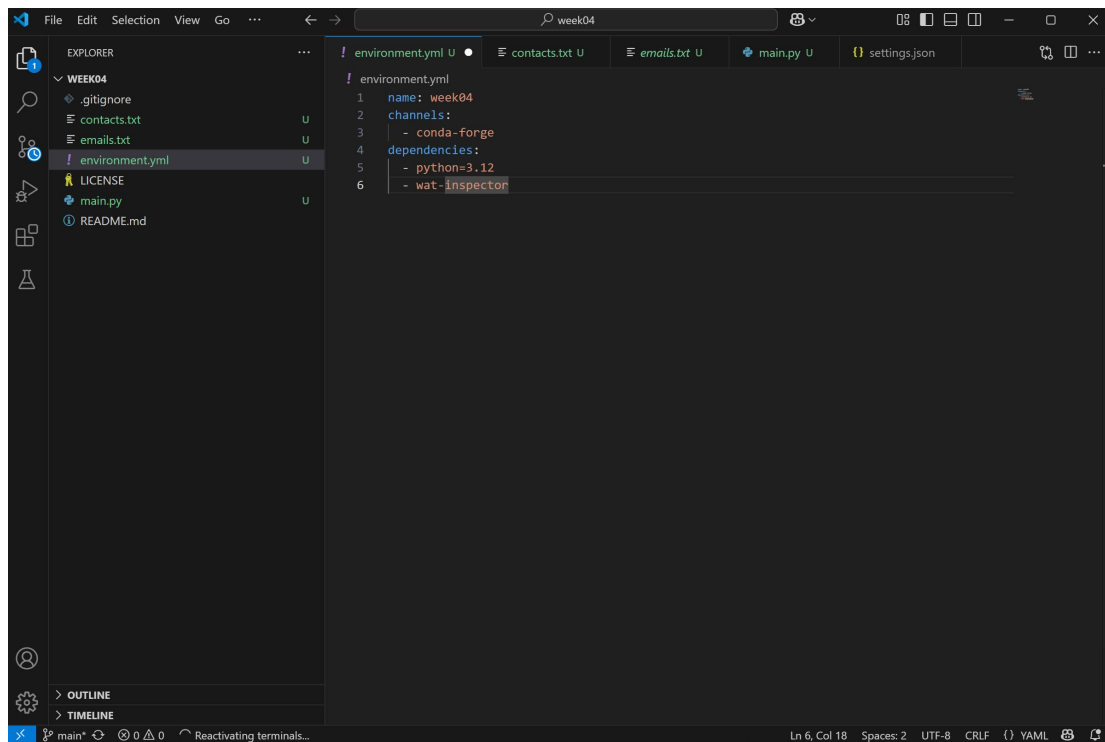 File Edit Selection View Go ··· week04
EXPLORER ···
WEEK04
.gitignore
contacts.txt U
emails.txt U
! environment.yml U
LICENSE
main.py U
README.md
OUTLINE
TIMELINE
! environment.yml U contacts.txt U emails.txt U main.py U {} settings.json ···
! environment.yml
1 name: week04
2 channels:
3 - conda-forge
4 dependencies:
5 - python=3.12
6 - wat-inspector
1
main* 0 0 Reactivating terminals... Ln 6, Col 18 Spaces: 2 UTF-8 CRLF {} YAML